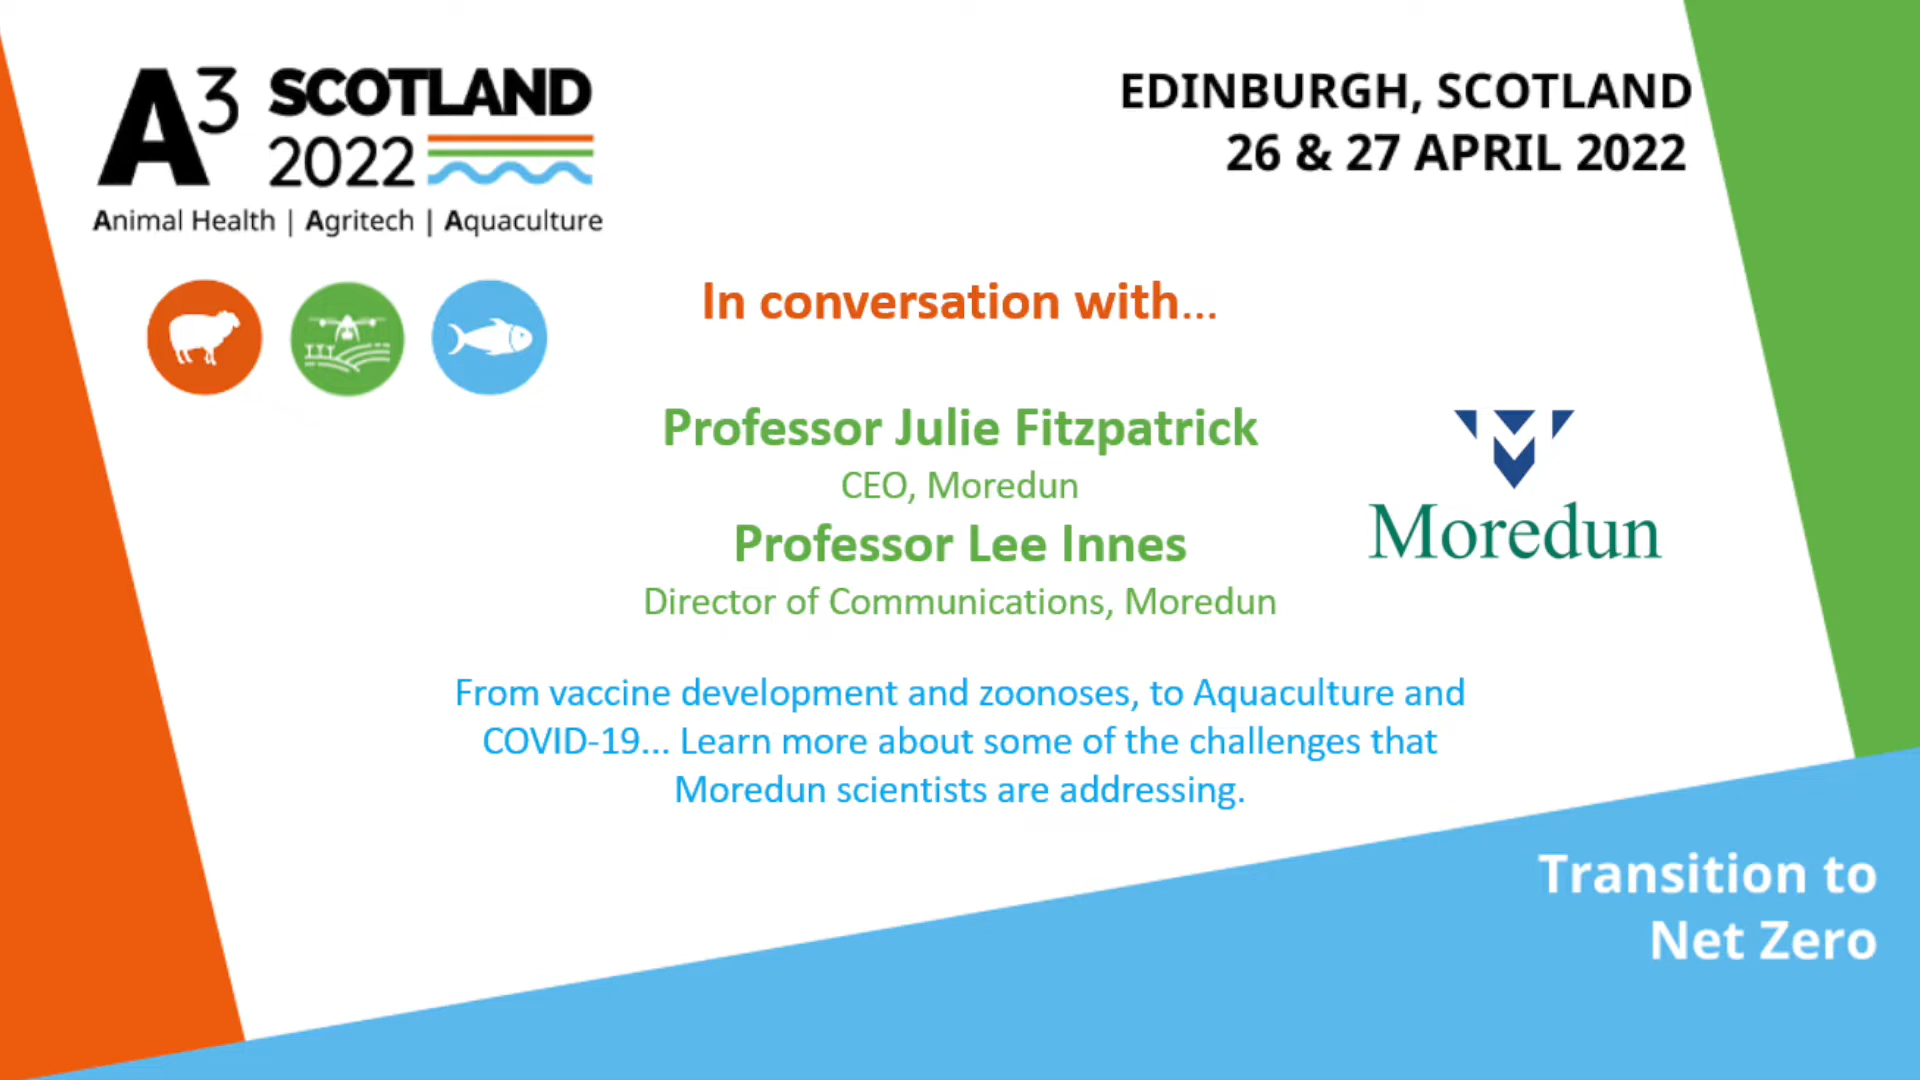 A3 SCOTLAND
2022
Animal Health | Agritech | Aquaculture
EDINBURGH, SCOTLAND
26 & 27 APRIL 2022
In conversation with...
Professor Julie Fitzpatrick
CEO, Moredun
Professor Lee Innes
Director of Communications, Moredun
Moredun
From vaccine development and zoonoses, to Aquaculture and
COVID-19... Learn more about some of the challenges that
Moredun scientists are addressing.
Transition to
Net Zero